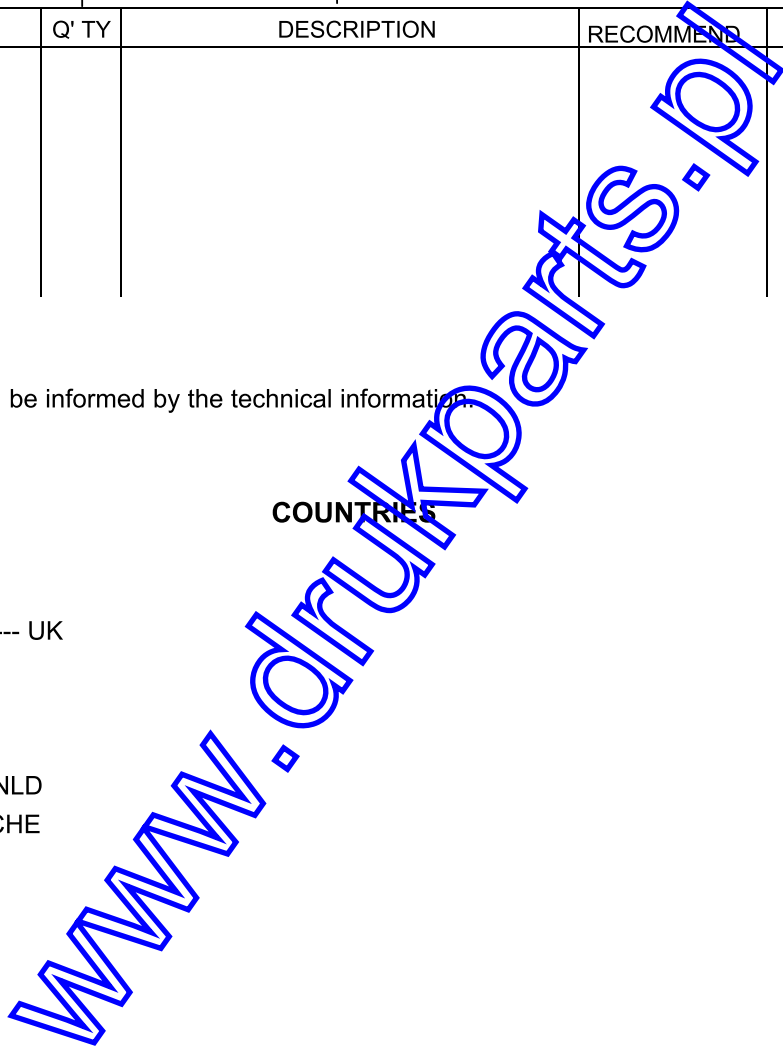 Q' TY DESCRIPTION RECOMMEND
be informed by the technical information.
COUNTRIES
--- UK
NLD
CHE
www.drukparts.pl